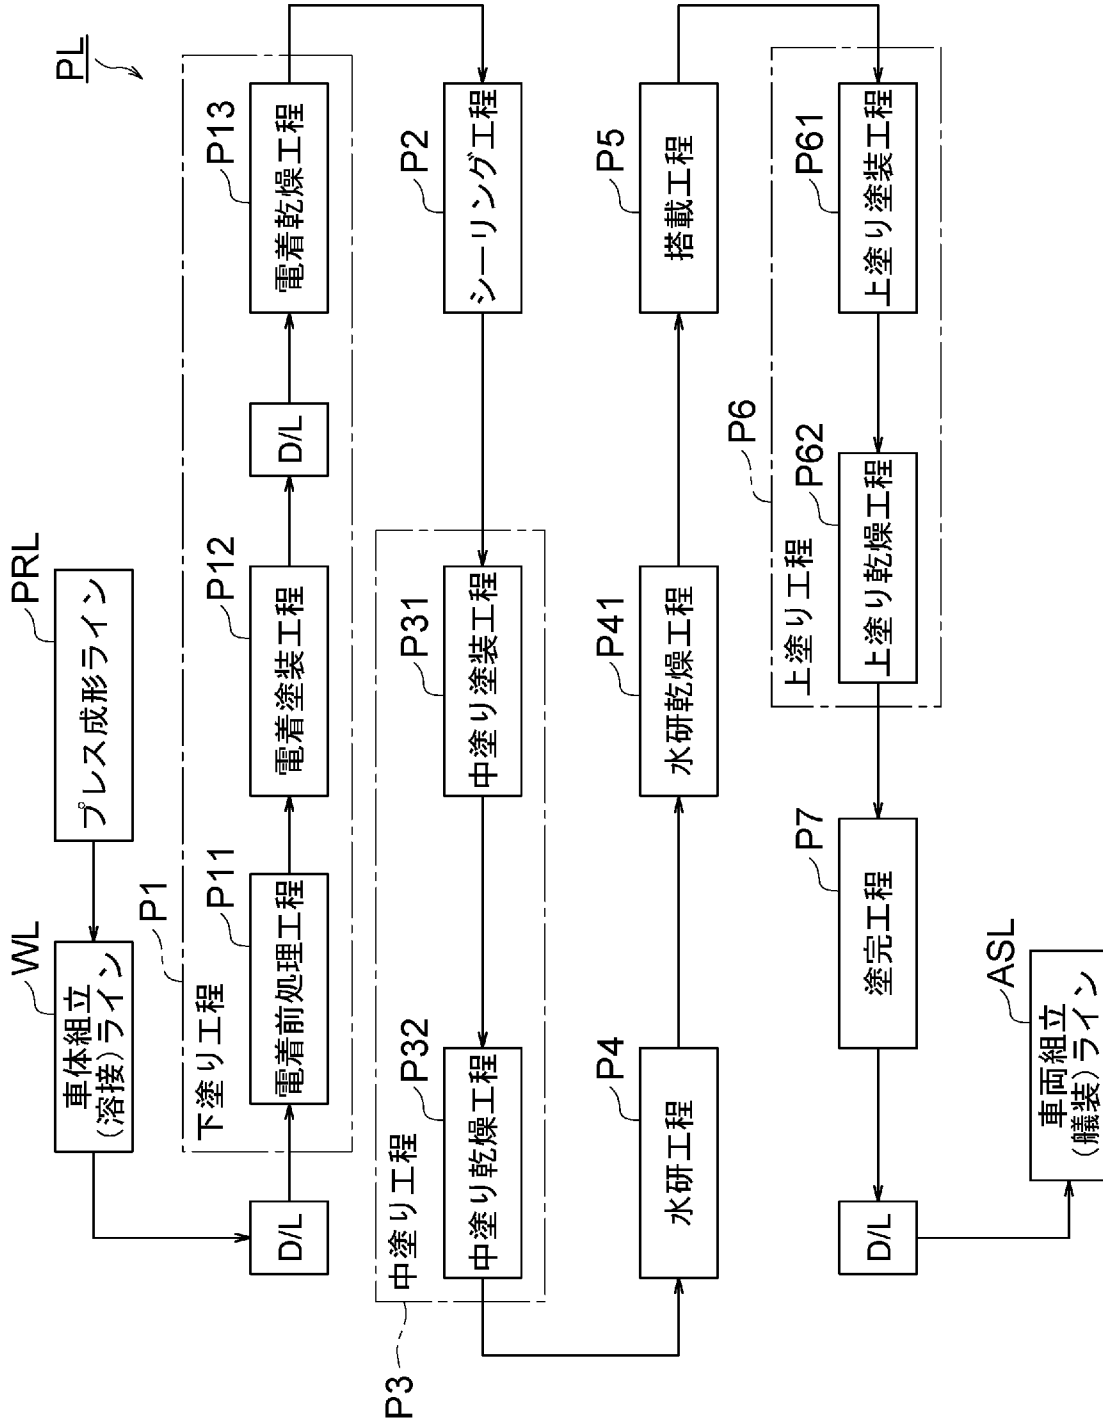 PL
PRL
プレス成形ライン
WL
車体組立
(溶接)ライン
P1
下塗り工程
D/L
P11
電着前処理工程
P12
電着塗装工程
D/L
P13
電着乾燥工程
P2
シーリング工程
P3
中塗り工程
P31
中塗り塗装工程
P32
中塗り乾燥工程
P4
水研工程
P41
水研乾燥工程
P5
搭載工程
P6
上塗り工程
P61
上塗り塗装工程
P62
上塗り乾燥工程
P7
塗完工程
D/L
ASL
車両組立
(艤装)ライン